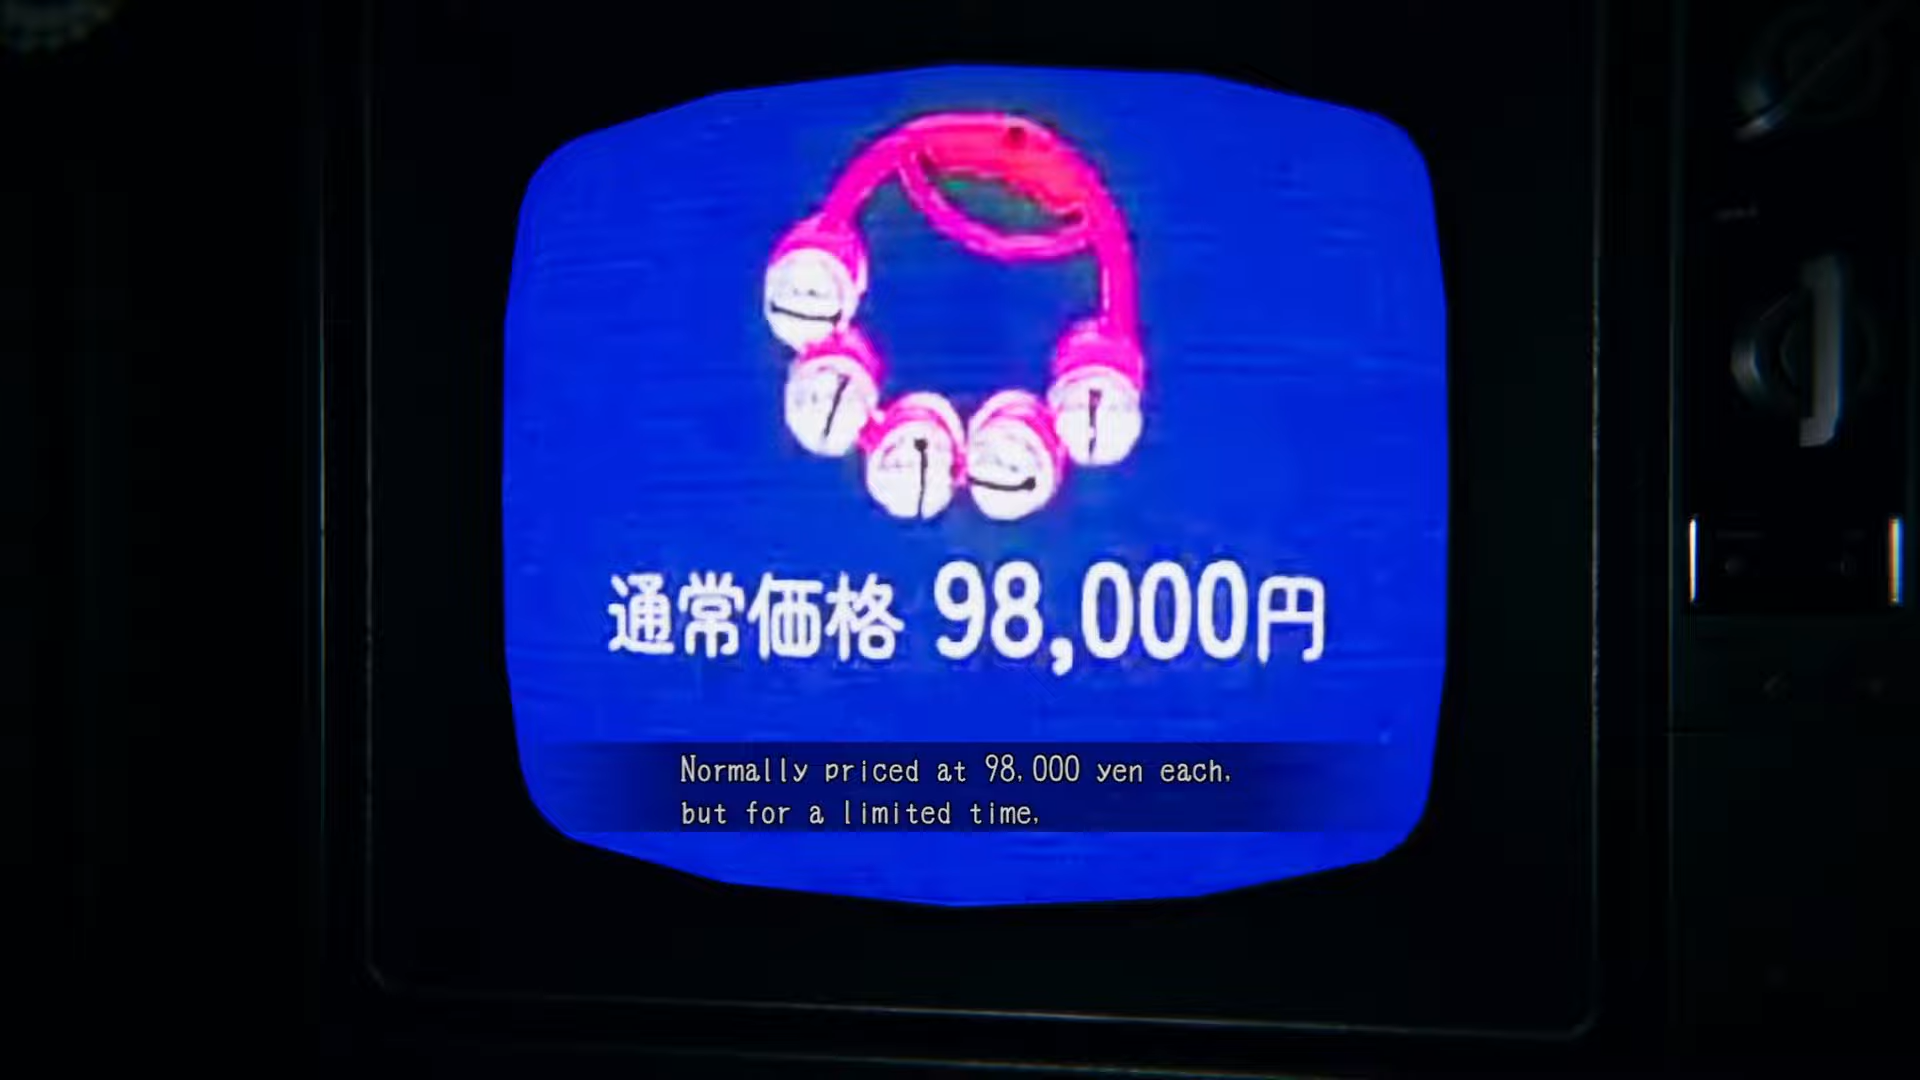 通常価格 98,000円
Normally priced at 98,000 yen each,
but for a limited time,